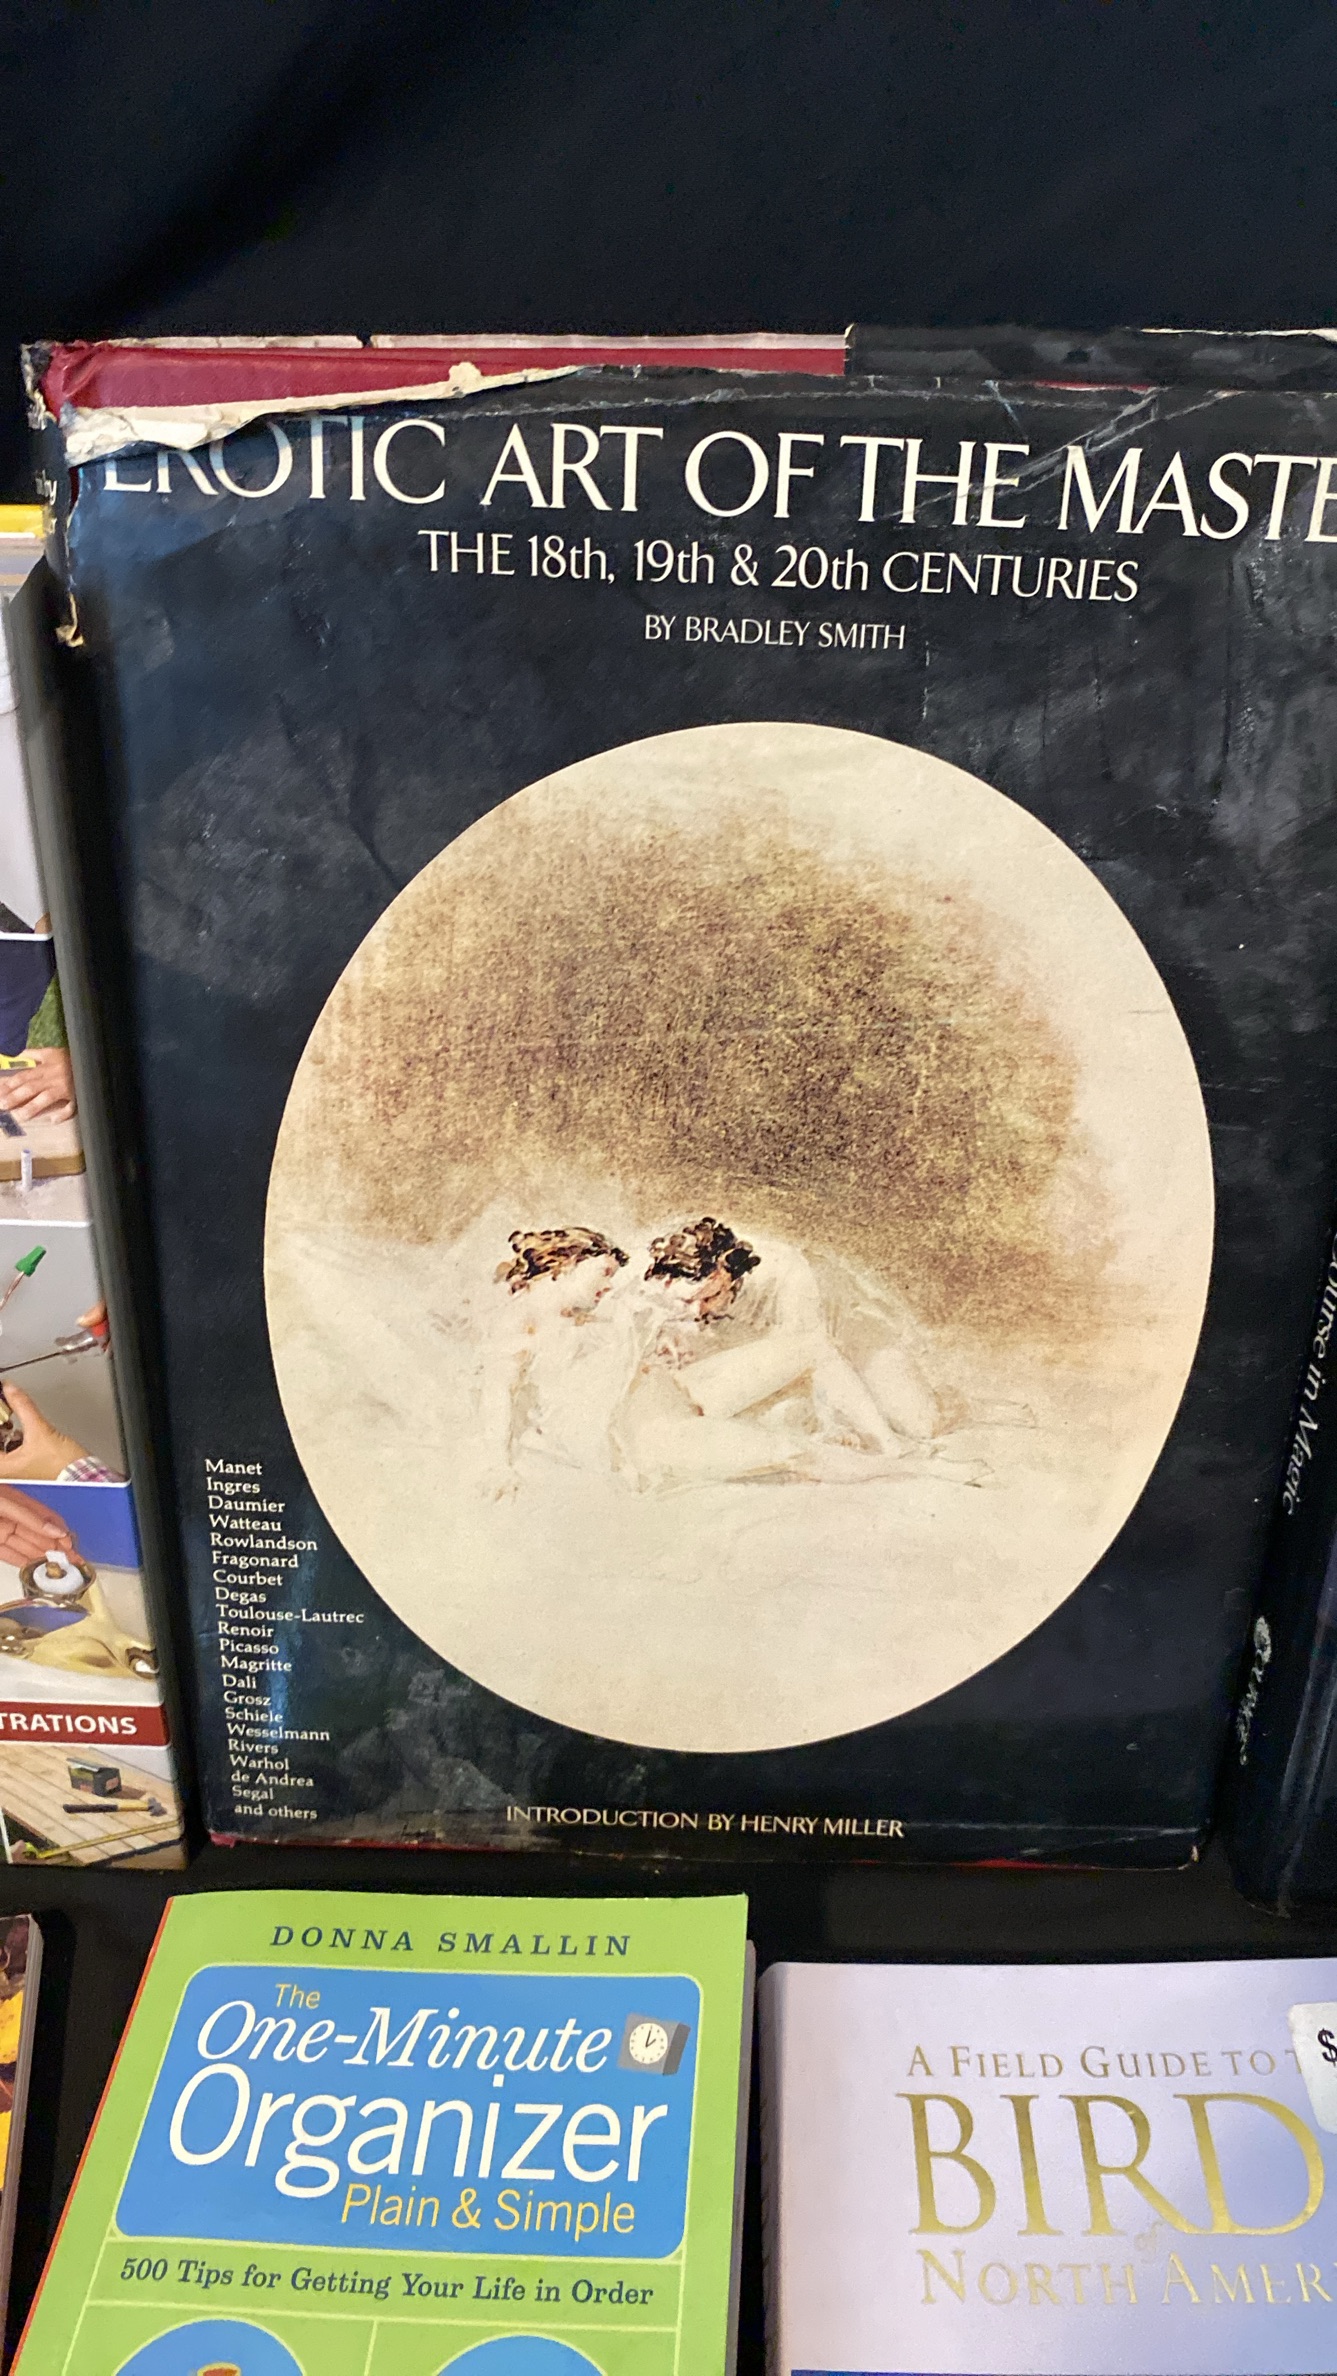 EROTIC ART OF THE MASTE
THE 18th, 19th & 20th CENTURIES
BY BRADLEY SMITH
Manet
Ingres
Daumier
Watteau
Rowlandson
Fragonard
Courbet
Degas
Toulouse-Lautrec
Renoir
Picasso
Magritte
Dali
Grosz
Schiele
Wesselmann
Rivers
Warhol
de Andrea
Segal
and others
INTRODUCTION BY HENRY MILLER
TRATIONS
Course in Magic
DONNA SMALLIN
The
One-Minute
Organizer
Plain & Simple
500 Tips for Getting Your Life in Order
A FIELD GUIDE TO
$
BIRD
of
NORTH AMER